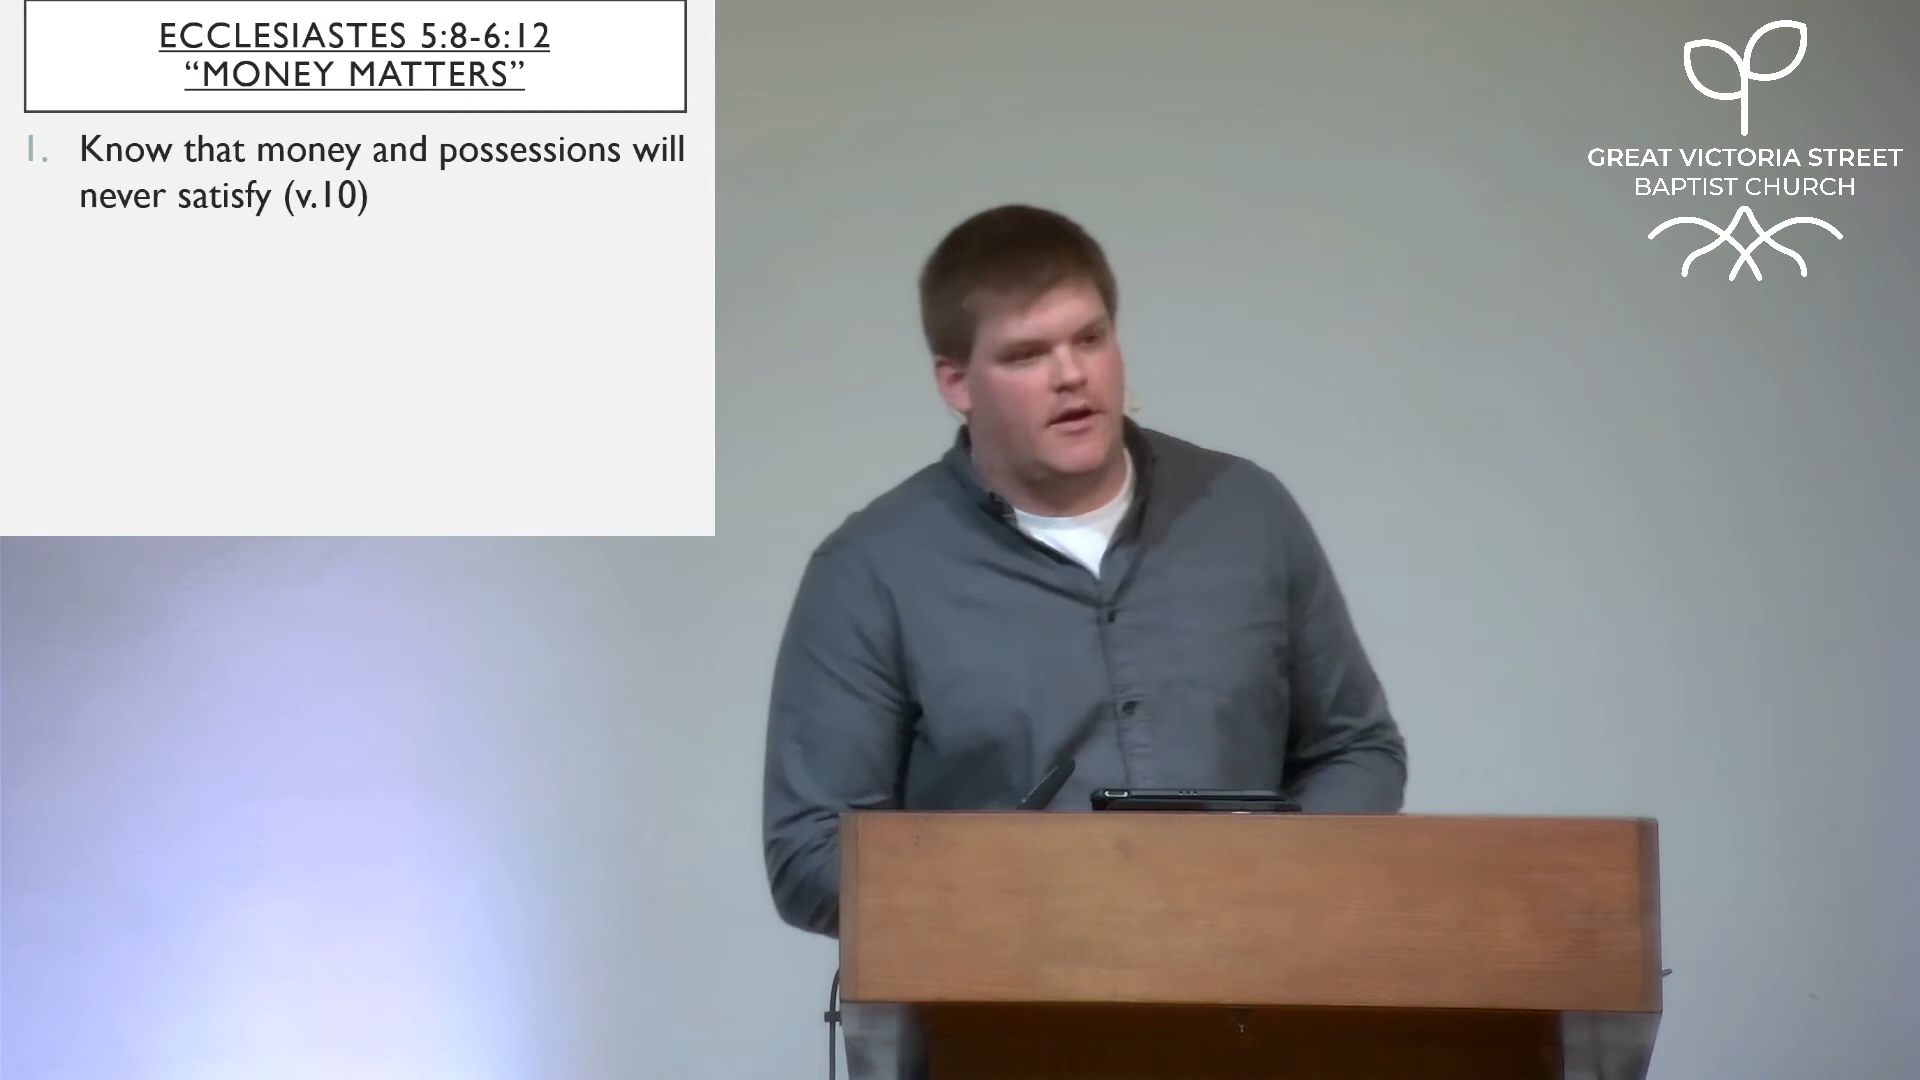 ECCLESIASTES 5:8-6:12
“MONEY MATTERS”
1. Know that money and possessions will
never satisfy (v.10)
GREAT VICTORIA STREET
BAPTIST CHURCH